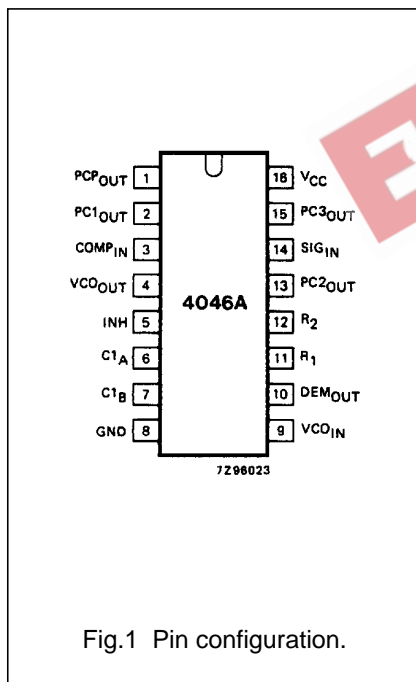 PCPOUT 1
PC1OUT 2
COMPIN 3
VCOOUT 4
INH 5
C1A 6
C1B 7
GND 8
4046A
16 VCC
15 PC3OUT
14 SIGIN
13 PC2OUT
12 R2
11 R1
10 DEMOUT
9 VCOIN
7Z96023
Fig.1 Pin configuration.